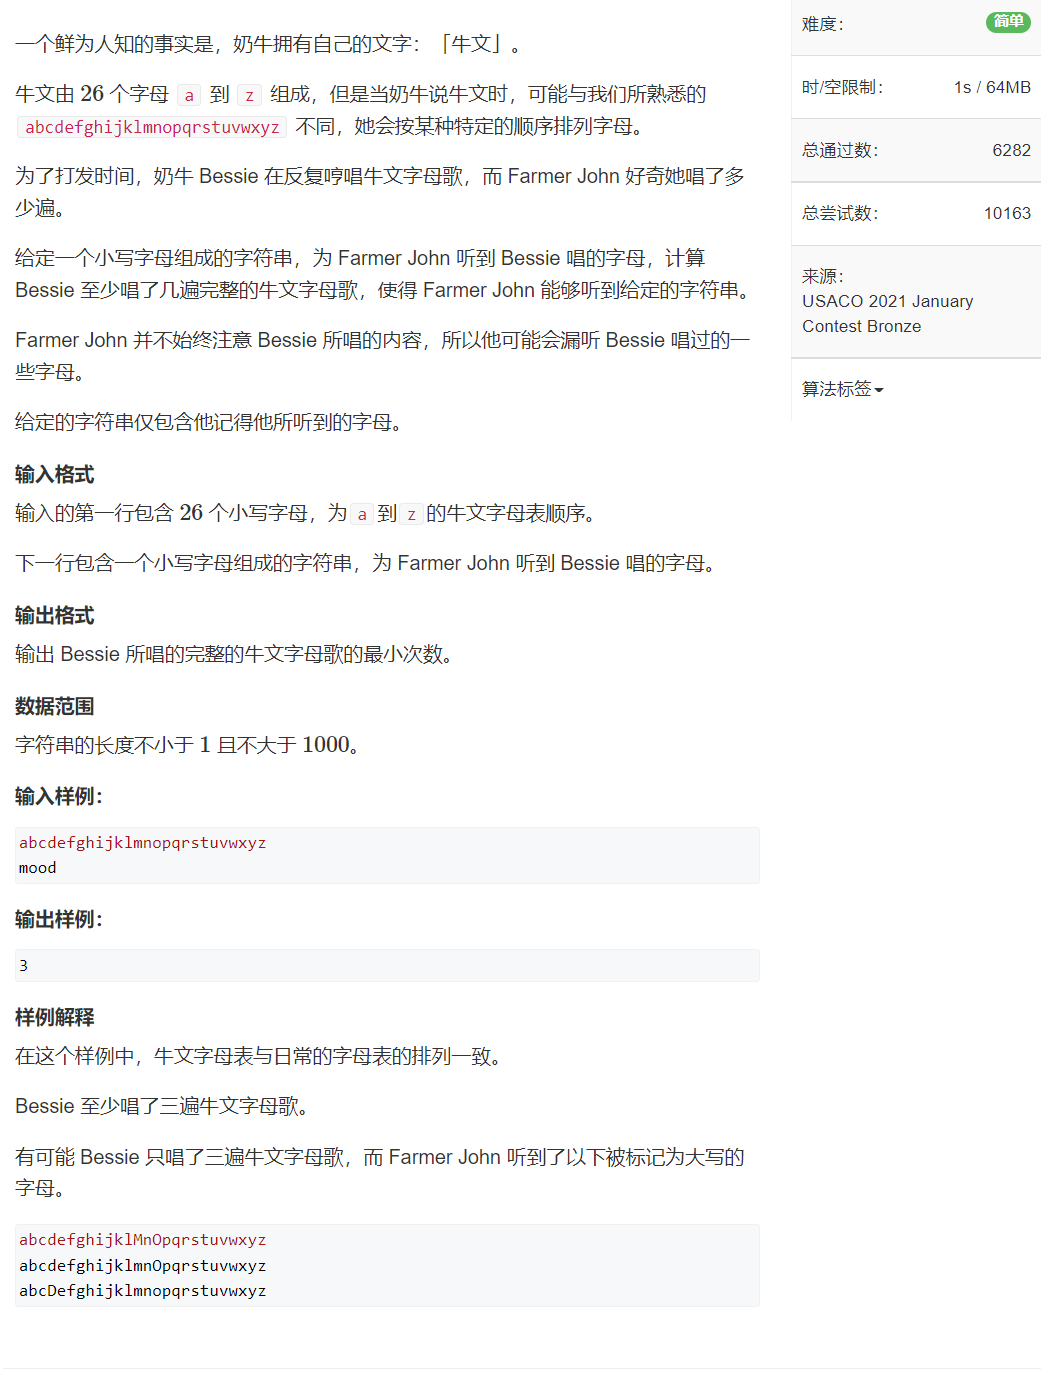 一个鲜为人知的事实是，奶牛拥有自己的文字：「牛文」。
牛文由 26 个字母 a 到 z 组成，但是当奶牛说牛文时，可能与我们所熟悉的
abcdefghijklmnopqrstuvwxyz 不同，她会按某种特定的顺序排列字母。
为了打发时间，奶牛 Bessie 在反复哼唱牛文字母歌，而 Farmer John 好奇她唱了多
少遍。
给定一个小写字母组成的字符串，为 Farmer John 听到 Bessie 唱的字母，计算
Bessie 至少唱了几遍完整的牛文字母歌，使得 Farmer John 能够听到给定的字符串。
Farmer John 并不始终注意 Bessie 所唱的内容，所以他可能会漏听 Bessie 唱过的一
些字母。
给定的字符串仅包含他记得他所听到的字母。
输入格式
输入的第一行包含 26 个小写字母，为 a 到 z 的牛文字母表顺序。
下一行包含一个小写字母组成的字符串，为 Farmer John 听到 Bessie 唱的字母。
输出格式
输出 Bessie 所唱的完整的牛文字母歌的最小次数。
数据范围
字符串的长度不小于 1 且不大于 1000。
输入样例：
abcdefghijklmnopqrstuvwxyz
mood
输出样例：
3
样例解释
在这个样例中，牛文字母表与日常的字母表的排列一致。
Bessie 至少唱了三遍牛文字母歌。
有可能 Bessie 只唱了三遍牛文字母歌，而 Farmer John 听到了以下被标记为大写的
字母。
abcdefghijklMnOpqrstuvwxyz
abcdefghijklmnOpqrstuvwxyz
abcDefghijklmnopqrstuvwxyz
难度： 简单
时/空限制： 1s / 64MB
总通过数： 6282
总尝试数： 10163
来源：
USACO 2021 January
Contest Bronze
算法标签